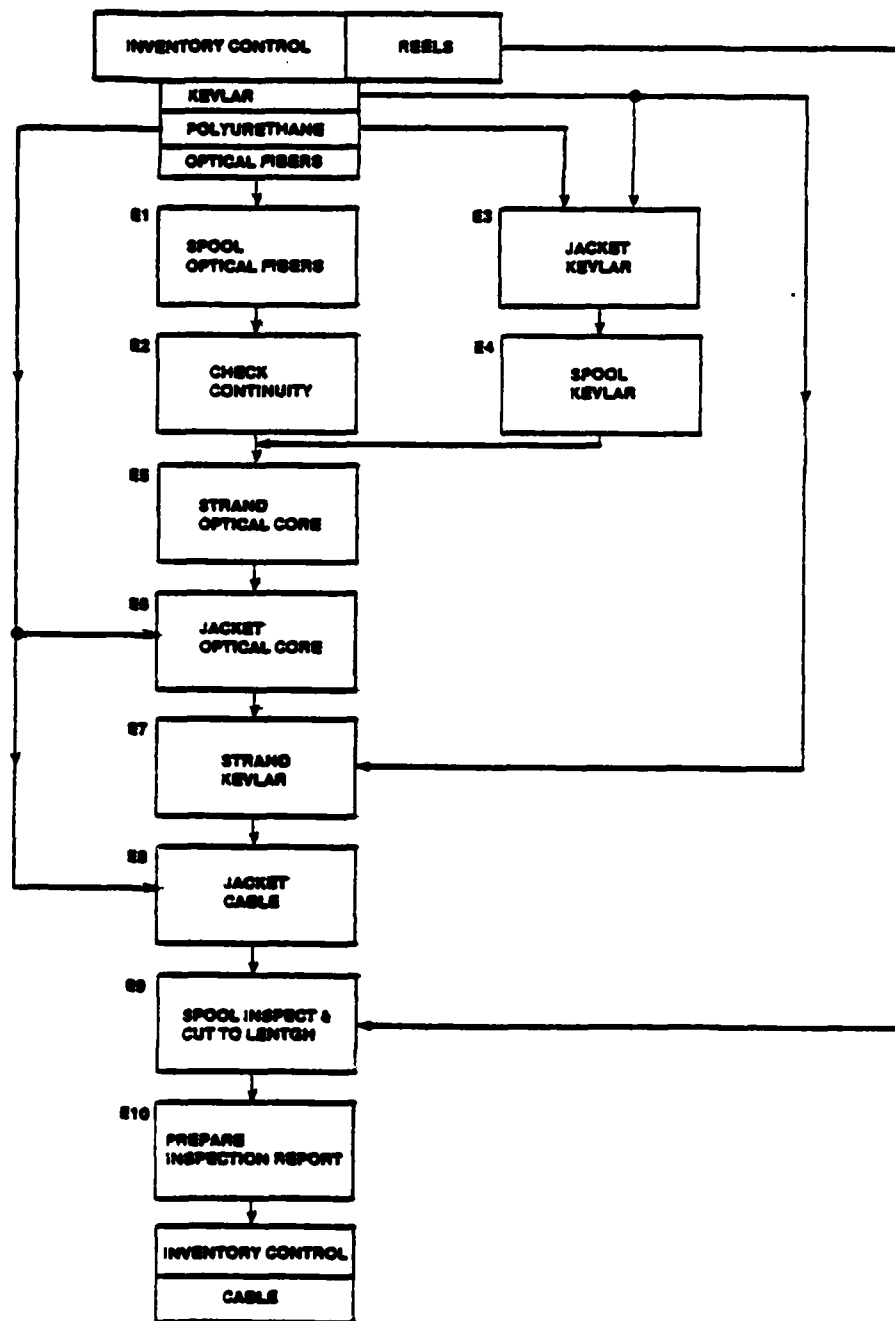 INVENTORY CONTROL
REELS
KEVLAR
POLYURETHANE
OPTICAL FIBERS
E1
SPOOL
OPTICAL FIBERS
E3
JACKET
KEVLAR
E2
CHECK
CONTINUITY
E4
SPOOL
KEVLAR
E5
STRAND
OPTICAL CORE
E6
JACKET
OPTICAL CORE
E7
STRAND
KEVLAR
E8
JACKET
CABLE
E9
SPOOL INSPECT &
CUT TO LENTGH
E10
PREPARE
INSPECTION REPORT
INVENTORY CONTROL
CABLE